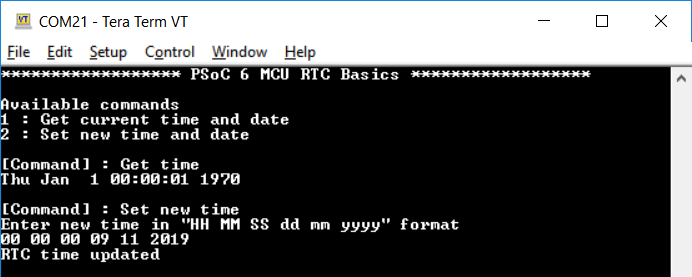 COM21 - Tera Term VT
File Edit Setup Control Window Help
****************** PSoC 6 MCU RTC Basics ******************
Available commands
1 : Get current time and date
2 : Set new time and date
[Command] : Get time
Thu Jan  1 00:00:01 1970
[Command] : Set new time
Enter new time in "HH MM SS dd mm yyyy" format
00 00 00 09 11 2019
RTC time updated